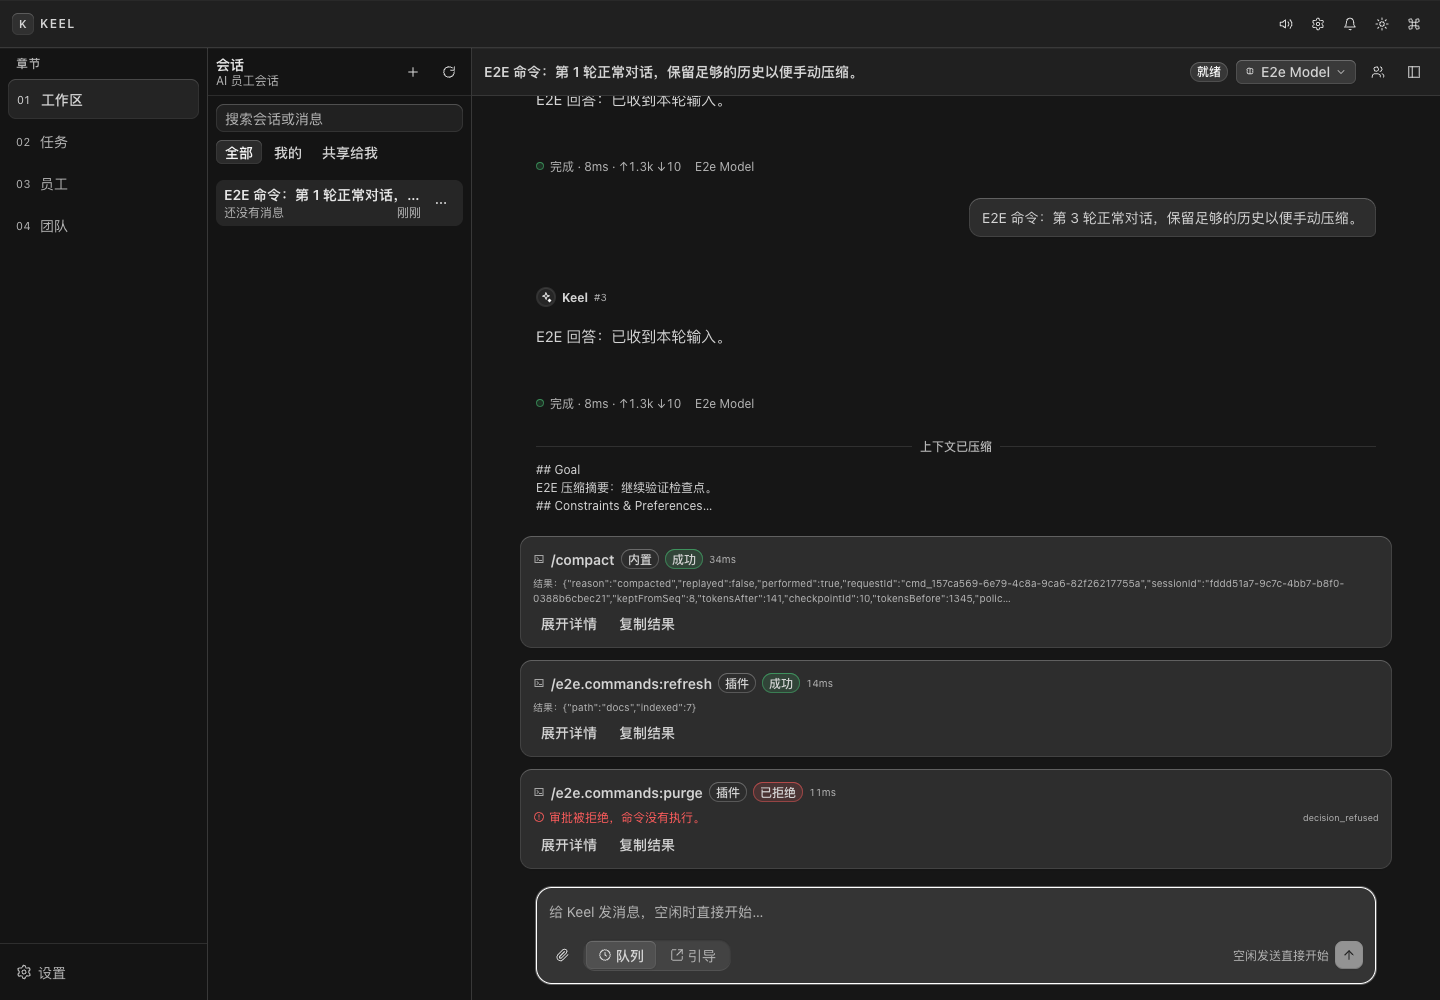 K KEEL
章节
01 工作区
02 任务
03 员工
04 团队
设置
会话
AI 员工会话
搜索会话或消息
全部 我的 共享给我
E2E 命令：第 1 轮正常对话，...
还没有消息 刚刚
E2E 命令：第 1 轮正常对话，保留足够的历史以便手动压缩。
就绪 E2e Model
E2E 回答：已收到本轮输入。
完成 · 8ms · ↑1.3k ↓10 E2e Model
E2E 命令：第 3 轮正常对话，保留足够的历史以便手动压缩。
Keel #3
E2E 回答：已收到本轮输入。
完成 · 8ms · ↑1.3k ↓10 E2e Model
上下文已压缩
## Goal
E2E 压缩摘要：继续验证检查点。
## Constraints & Preferences...
/compact 内置 成功 34ms
结果：{"reason":"compacted","replayed":false,"performed":true,"requestId":"cmd_157ca569-6e79-4c8a-9ca6-82f26217755a","sessionId":"fddd51a7-9c7c-4bb7-b8f0-
0388b6cbec21","keptFromSeq":8,"tokensAfter":141,"checkpointId":10,"tokensBefore":1345,"polic...
展开详情 复制结果
/e2e.commands:refresh 插件 成功 14ms
结果：{"path":"docs","indexed":7}
展开详情 复制结果
/e2e.commands:purge 插件 已拒绝 11ms
审批被拒绝，命令没有执行。 decision_refused
展开详情 复制结果
给 Keel 发消息，空闲时直接开始...
队列 引导 空闲发送直接开始